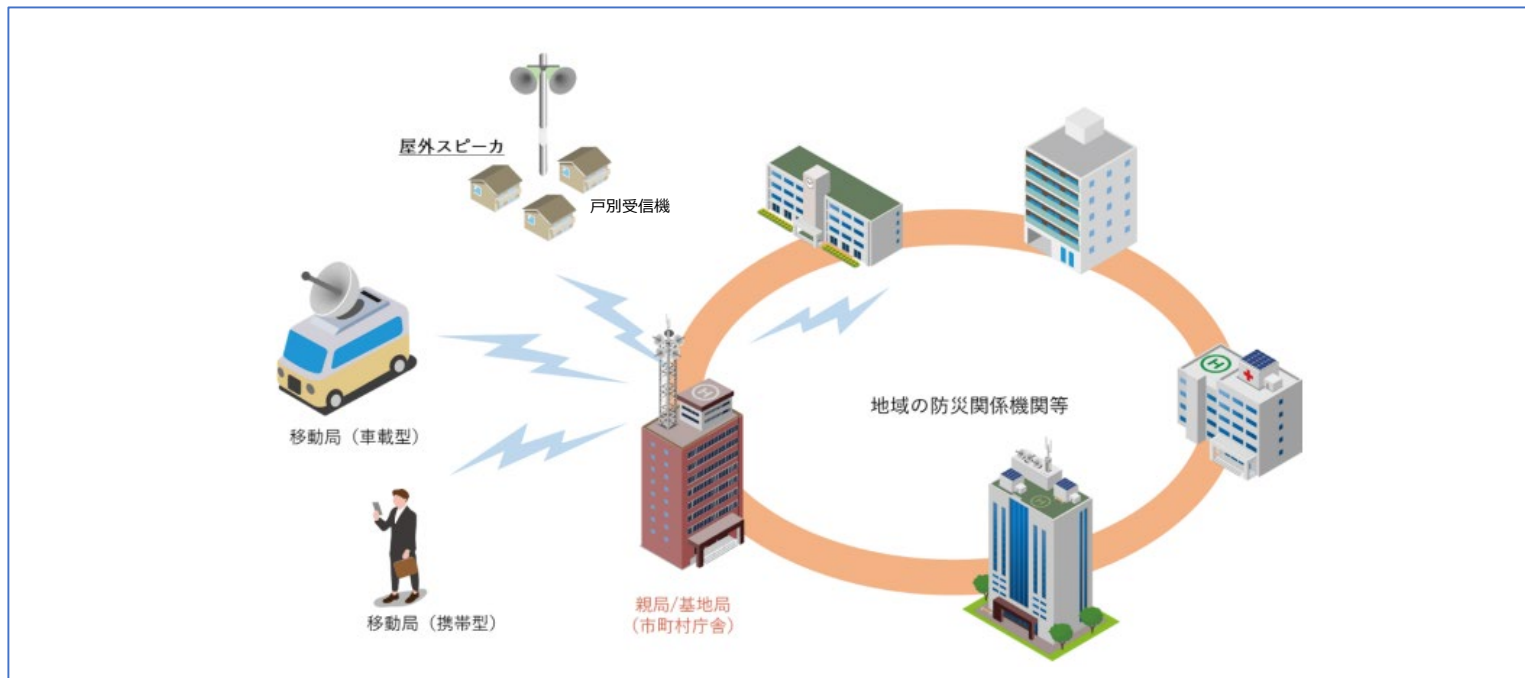 屋外スピーカ
戸別受信機
地域の防災関係機関等
移動局（車載型）
移動局（携帯型）
親局/基地局
（市町村庁舎）
H
H
H